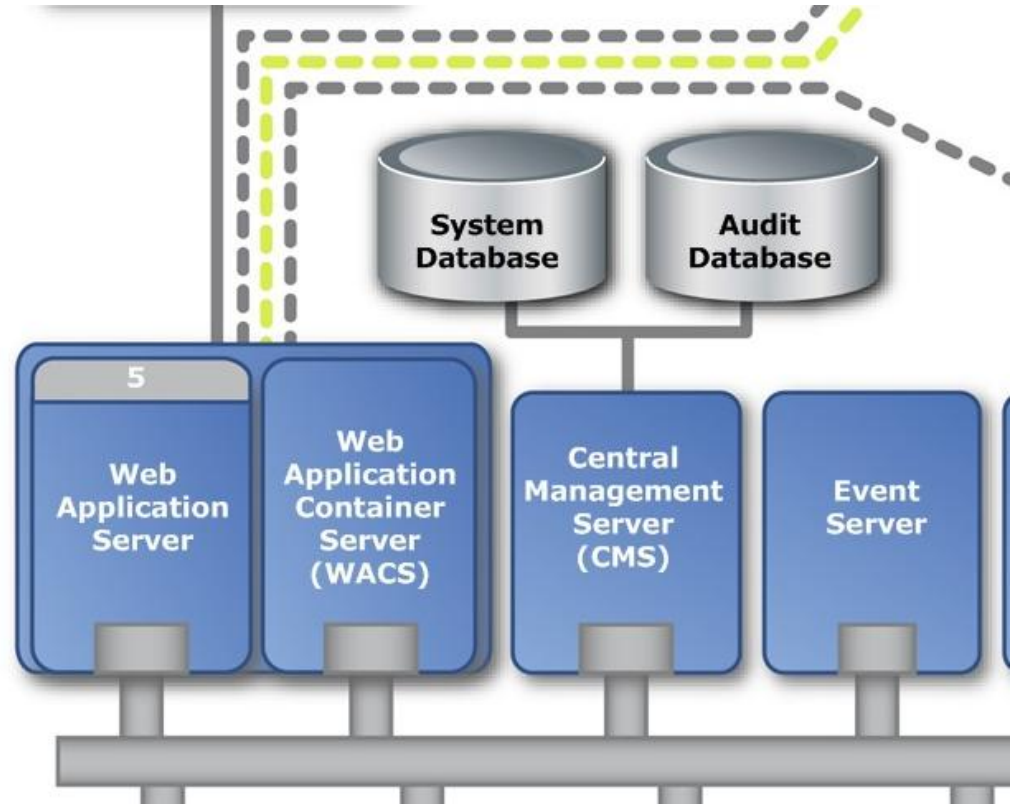 System
Database
Audit
Database
5
Web
Application
Server
Web
Application
Container
Server
(WACS)
Central
Management
Server
(CMS)
Event
Server